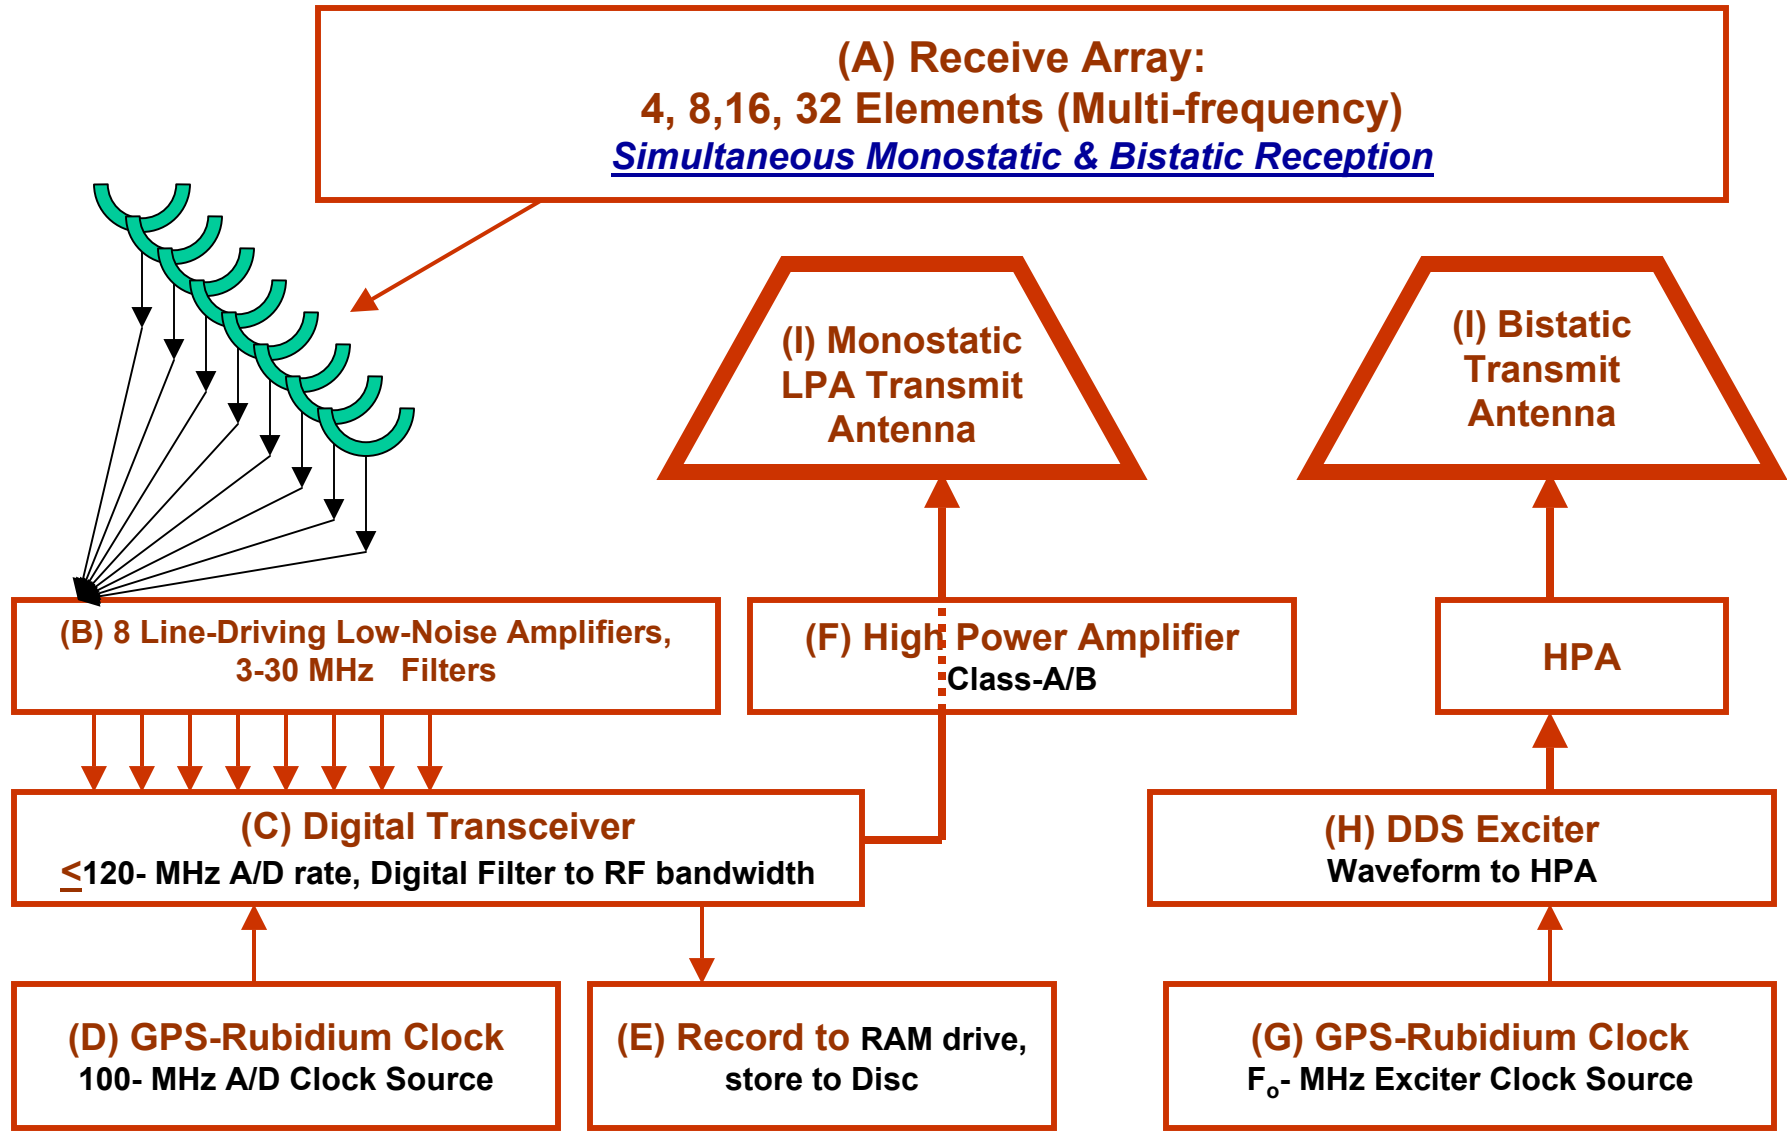 (A) Receive Array:
4, 8,16, 32 Elements (Multi-frequency)
Simultaneous Monostatic & Bistatic Reception
(I) Monostatic
LPA Transmit
Antenna
(I) Bistatic
Transmit
Antenna
(B) 8 Line-Driving Low-Noise Amplifiers,
3-30 MHz Filters
(F) High Power Amplifier
Class-A/B
HPA
(C) Digital Transceiver
≤120- MHz A/D rate, Digital Filter to RF bandwidth
(H) DDS Exciter
Waveform to HPA
(D) GPS-Rubidium Clock
100- MHz A/D Clock Source
(E) Record to RAM drive,
store to Disc
(G) GPS-Rubidium Clock
Fo- MHz Exciter Clock Source